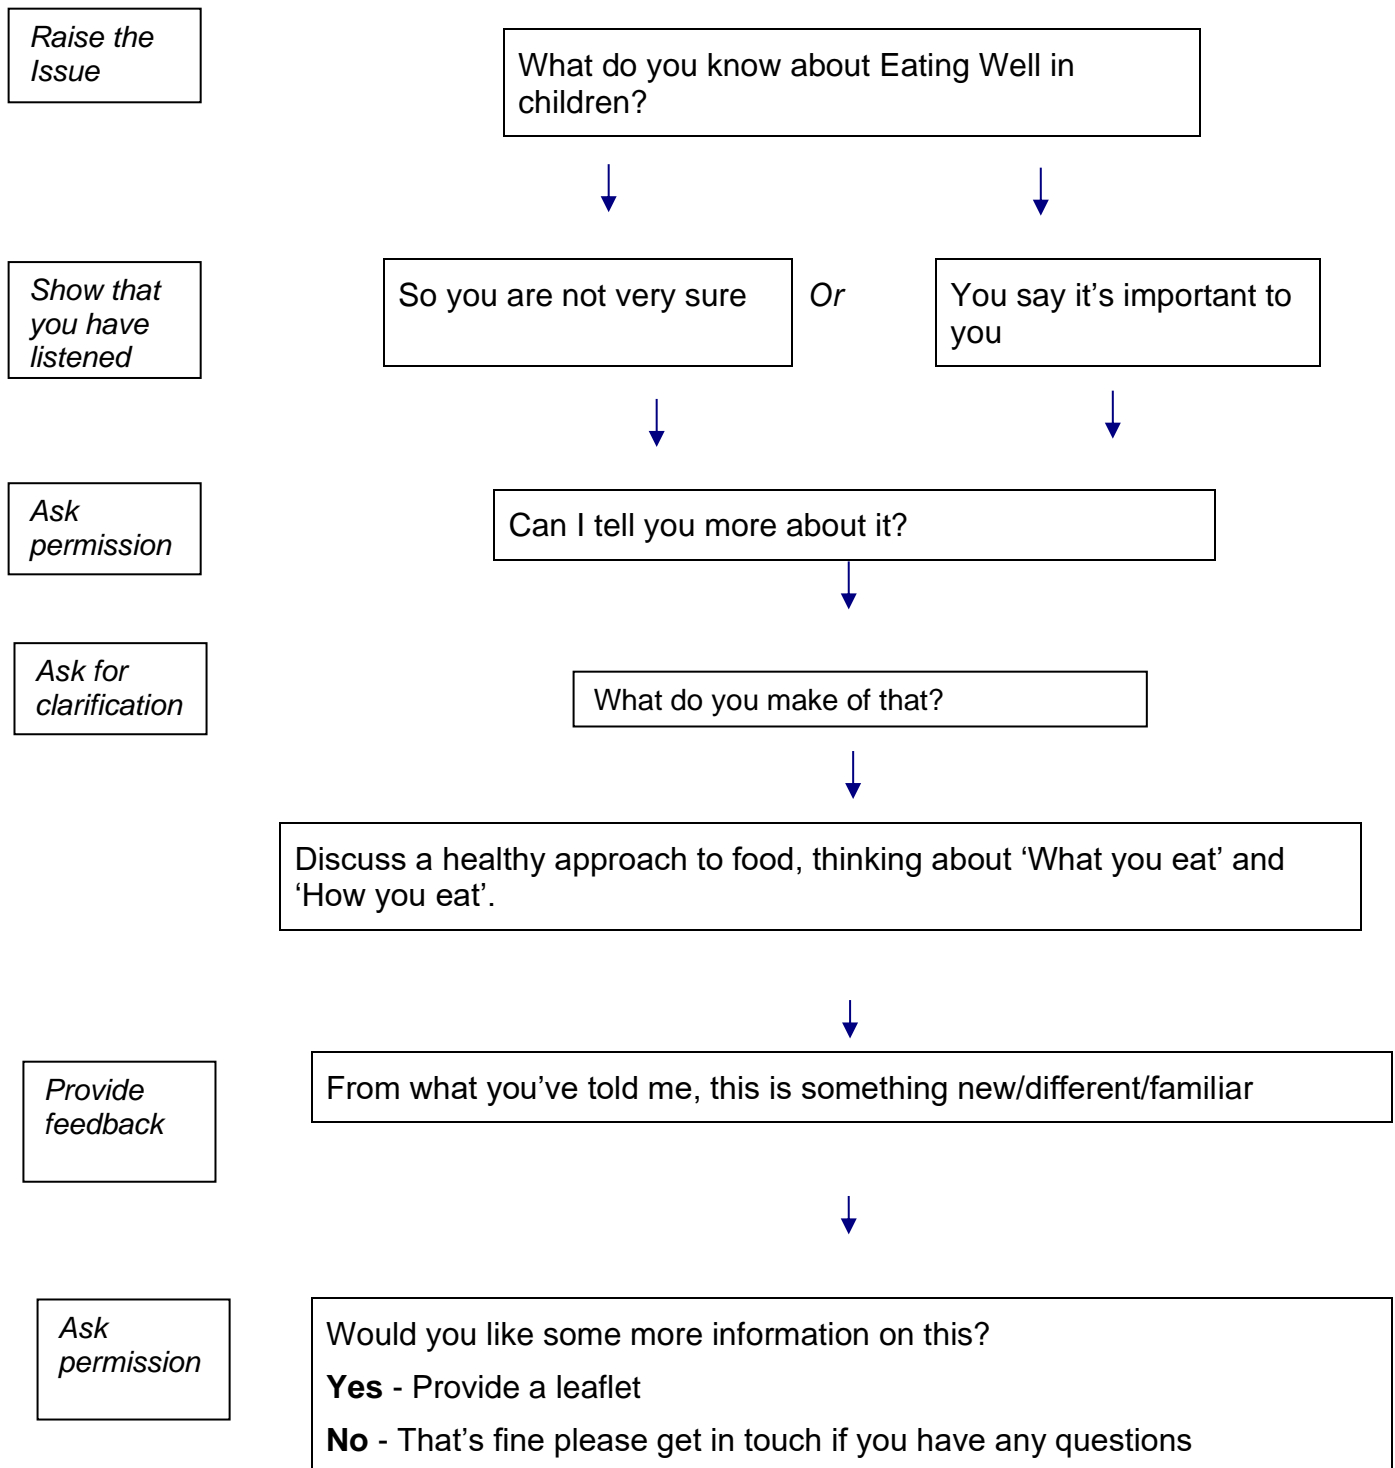 Raise the
Issue
What do you know about Eating Well in
children?
Show that
you have
listened
So you are not very sure
Or
You say it’s important to
you
Ask
permission
Can I tell you more about it?
Ask for
clarification
What do you make of that?
Discuss a healthy approach to food, thinking about ‘What you eat’ and
‘How you eat’.
Provide
feedback
From what you’ve told me, this is something new/different/familiar
Ask
permission
Would you like some more information on this?
Yes - Provide a leaflet
No - That’s fine please get in touch if you have any questions